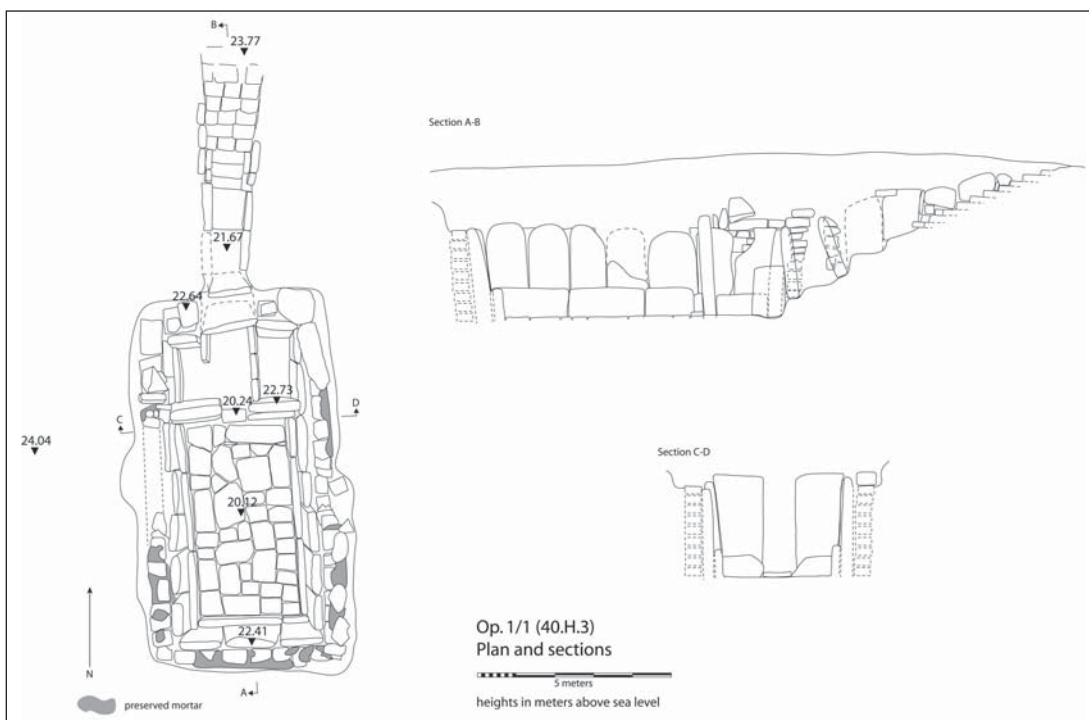 B
23.77
Section A-B
21.67
22.64
22.73
20.24
C
D
24.04
Section C-D
20.12
Op. 1/1 (40.H.3)
Plan and sections
22.41
5 meters
N
A
heights in meters above sea level
preserved mortar